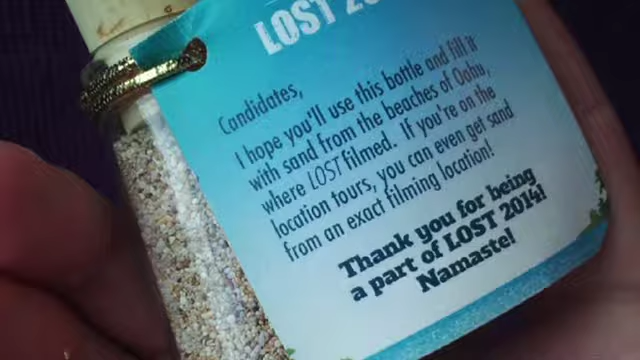 LOST 20
Candidates,
I hope you'll use this bottle and fill it
with sand from the beaches of Oahu,
where LOST filmed. If you're on the
location tours, you can even get sand
from an exact filming location!
Thank you for being
a part of LOST 2014!
Namaste!